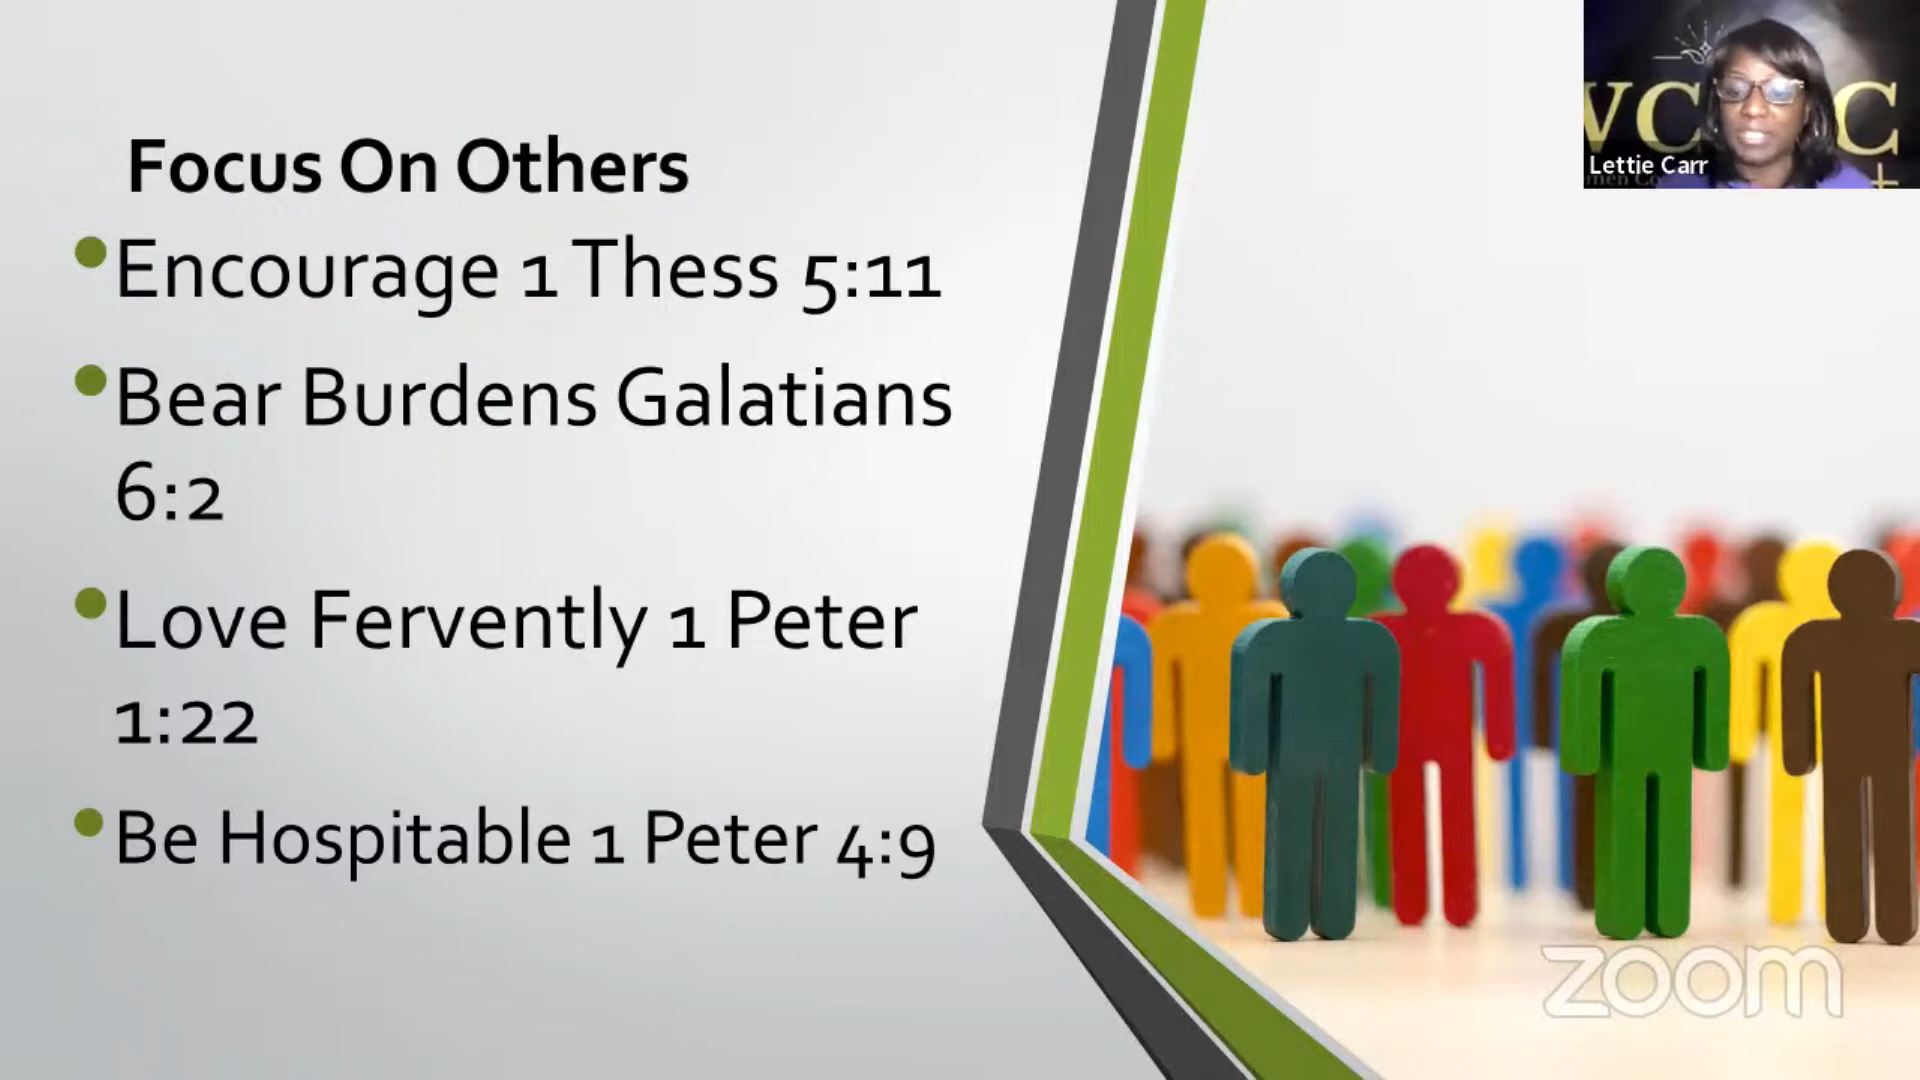 Focus On Others
Encourage 1 Thess 5:11
Bear Burdens Galatians
6:2
Love Fervently 1 Peter
1:22
Be Hospitable 1 Peter 4:9
Lettie Carr
zoom